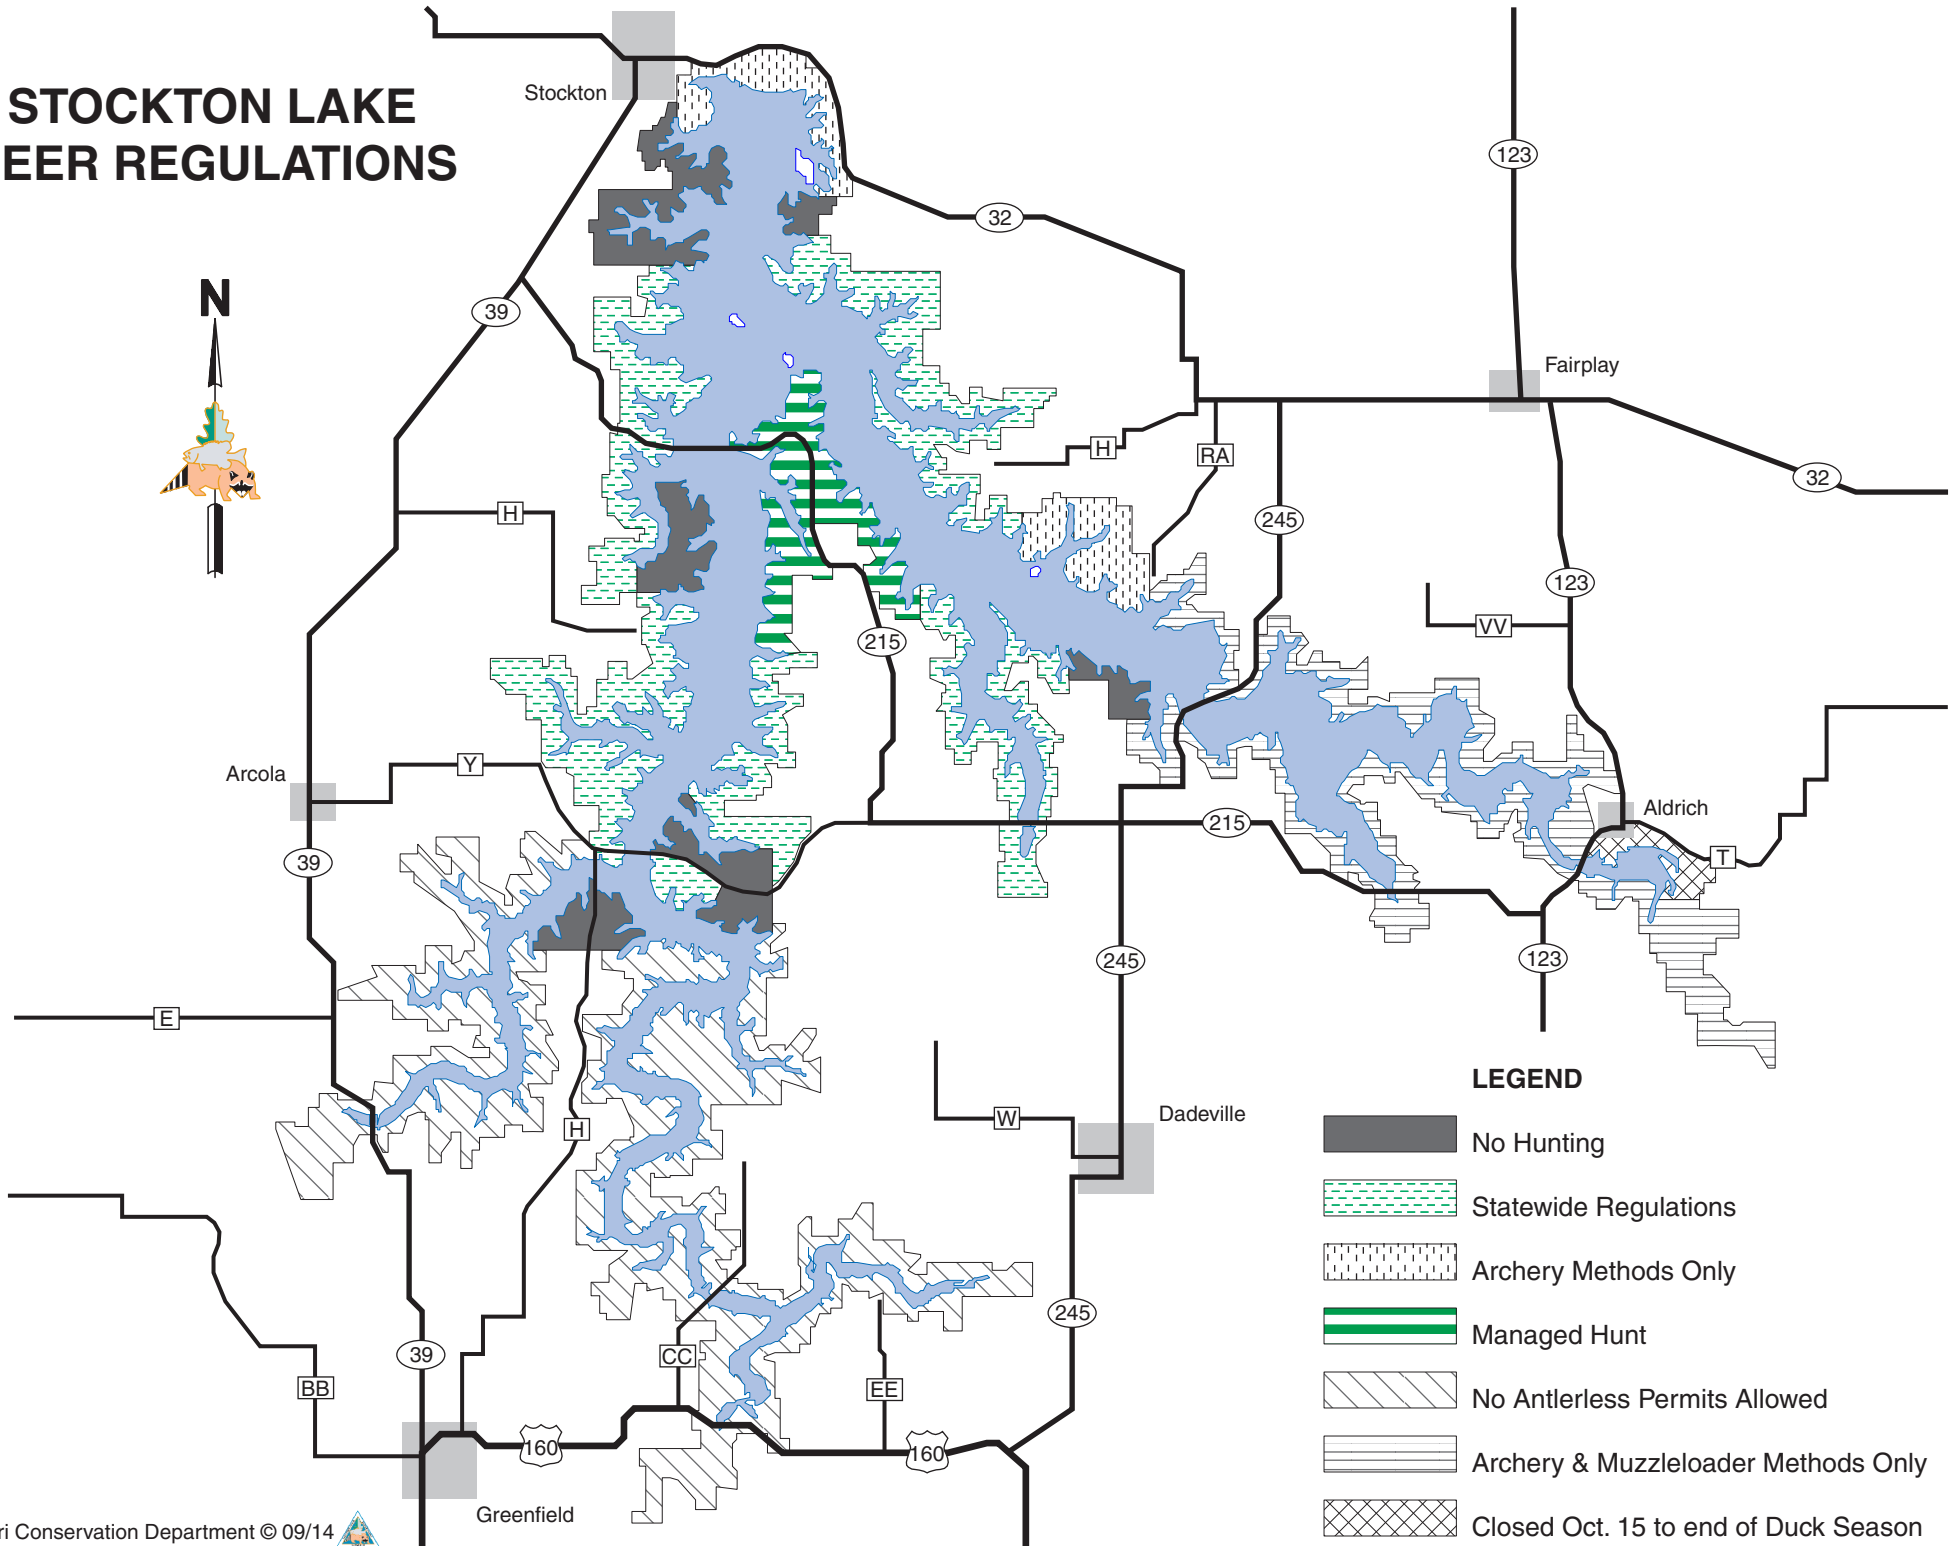 STOCKTON LAKE
EER REGULATIONS
N
Stockton
39
32
123
Fairplay
H
RA
245
32
H
123
VV
215
Arcola
Y
39
215
Aldrich
T
E
245
123
H
W
Dadeville
BB
39
CC
EE
245
160
160
Greenfield
LEGEND
No Hunting
Statewide Regulations
Archery Methods Only
Managed Hunt
No Antlerless Permits Allowed
Archery & Muzzleloader Methods Only
Closed Oct. 15 to end of Duck Season
ri Conservation Department © 09/14